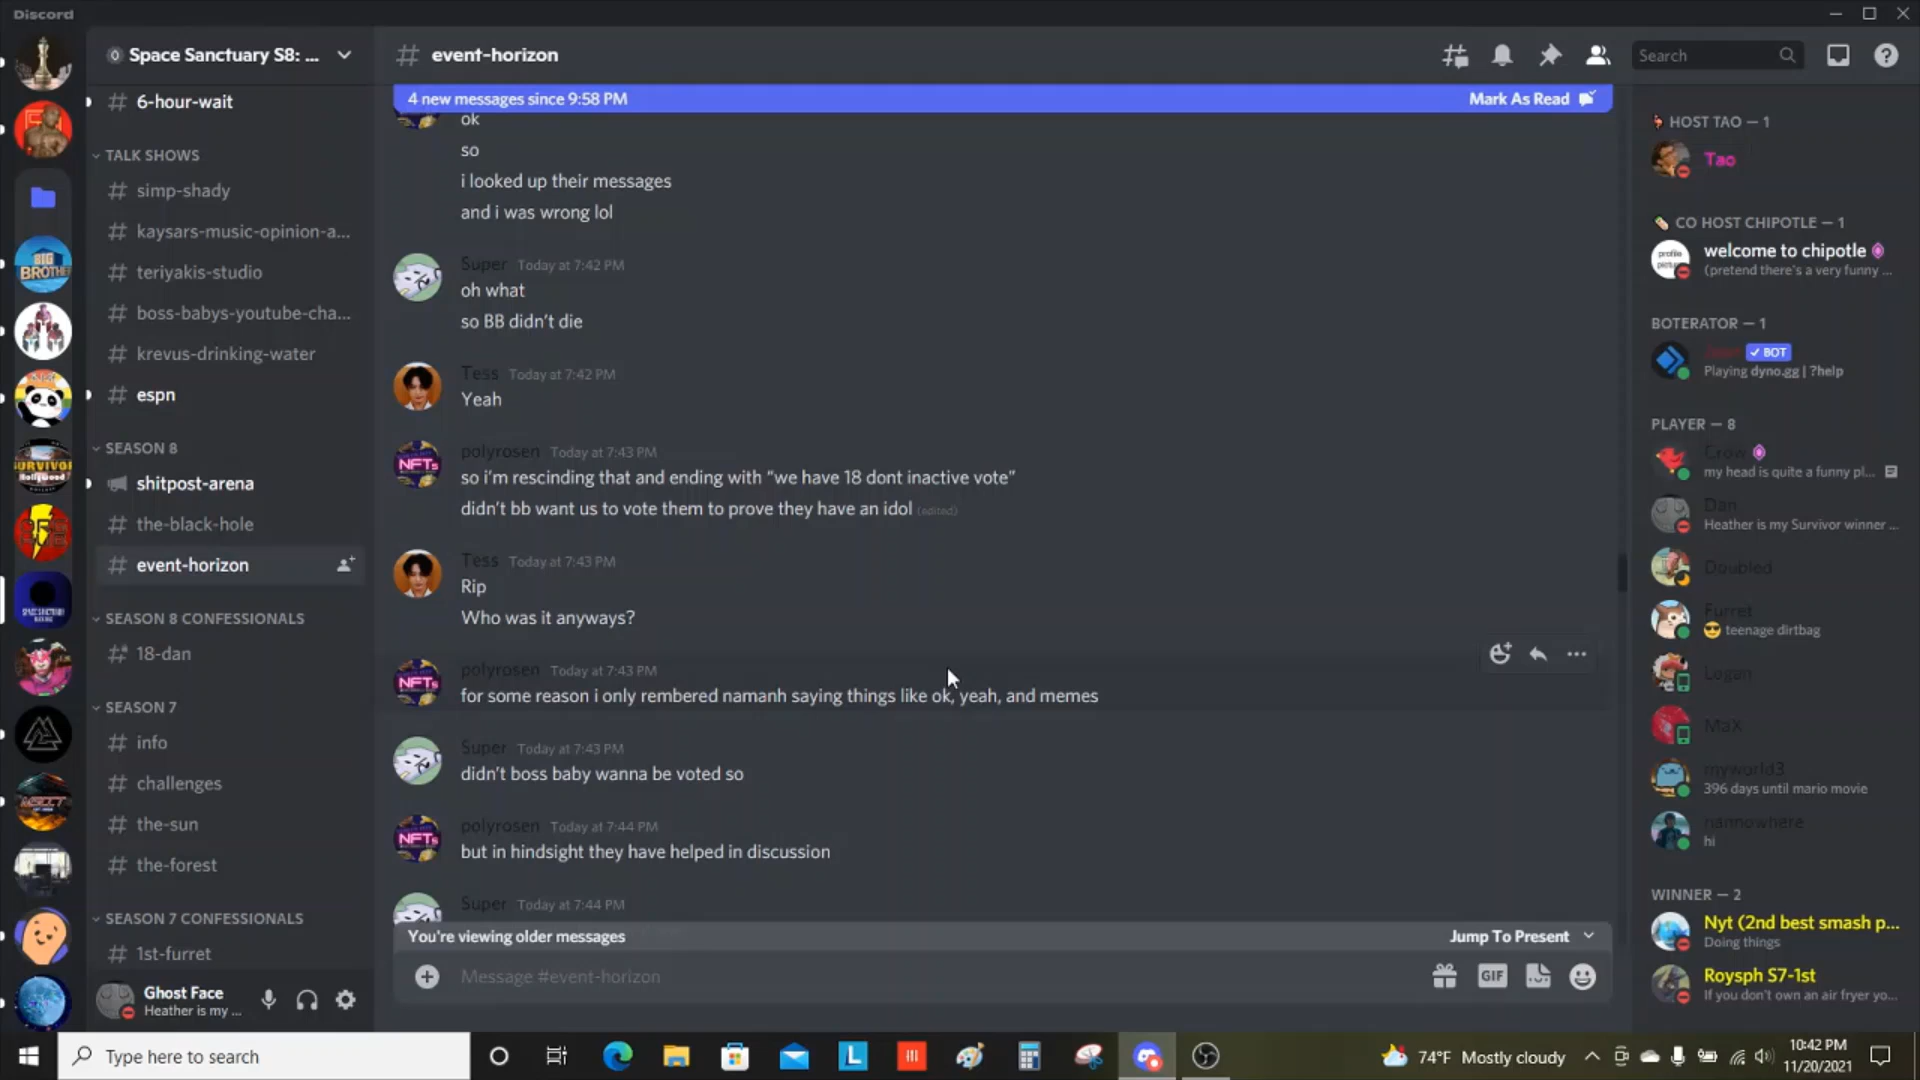 Discord
Space Sanctuary S8: ...
event-horizon
Search
4 new messages since 9:58 PM
Mark As Read
6-hour-wait
TALK SHOWS
simp-shady
kaysars-music-opinion-a...
teriyakis-studio
boss-babys-youtube-cha...
krevus-drinking-water
espn
SEASON 8
shitpost-arena
the-black-hole
event-horizon
SEASON 8 CONFESSIONALS
18-dan
SEASON 7
info
challenges
the-sun
the-forest
SEASON 7 CONFESSIONALS
1st-furret
Ghost Face
Heather is my ...
BIG
BROTHER
SURVIVOR
ok
so
i looked up their messages
and i was wrong lol
Super Today at 7:42 PM
oh what
so BB didn't die
Tess Today at 7:42 PM
Yeah
NFTs
polyrosen Today at 7:43 PM
so i'm rescinding that and ending with "we have 18 dont inactive vote"
didn't bb want us to vote them to prove they have an idol (edited)
Tess Today at 7:43 PM
Rip
Who was it anyways?
NFTs
polyrosen Today at 7:43 PM
for some reason i only rembered namanh saying things like ok, yeah, and memes
Super Today at 7:43 PM
didn't boss baby wanna be voted so
NFTs
polyrosen Today at 7:44 PM
but in hindsight they have helped in discussion
Super Today at 7:44 PM
You're viewing older messages
Jump To Present
Message #event-horizon
GIF
HOST TAO — 1
Tao
CO HOST CHIPOTLE — 1
profile
welcome to chipotle
(pretend there's a very funny ...
BOTERATOR — 1
BOT
Playing dyno.gg | ?help
PLAYER — 8
Crow
my head is quite a funny pl...
Dan
Heather is my Survivor winner ...
Doubled
Furret
teenage dirtbag
Logan
MaX
myworld3
396 days until mario movie
nannowhere
hi
WINNER — 2
Nyt (2nd best smash p...
Doing things
Roysph S7-1st
If you don't own an air fryer yo...
Type here to search
L
74°F Mostly cloudy
10:42 PM
11/20/2021